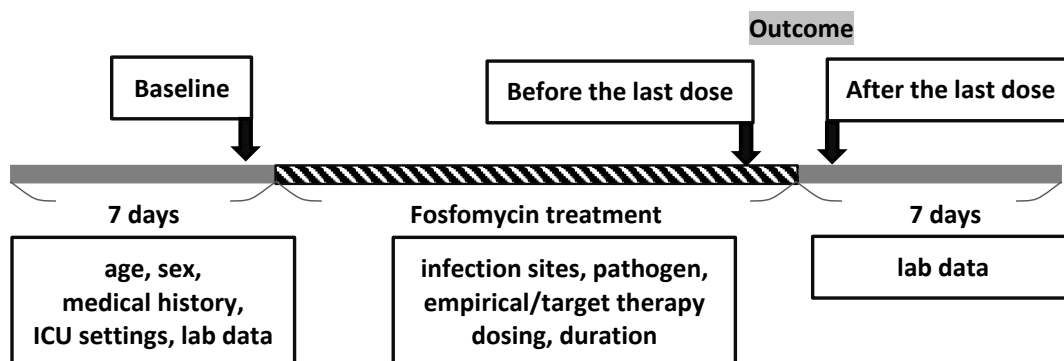 Outcome
Baseline
Before the last dose
After the last dose
7 days
Fosfomycin treatment
7 days
age, sex,
medical history,
ICU settings, lab data
infection sites, pathogen,
empirical/target therapy
dosing, duration
lab data